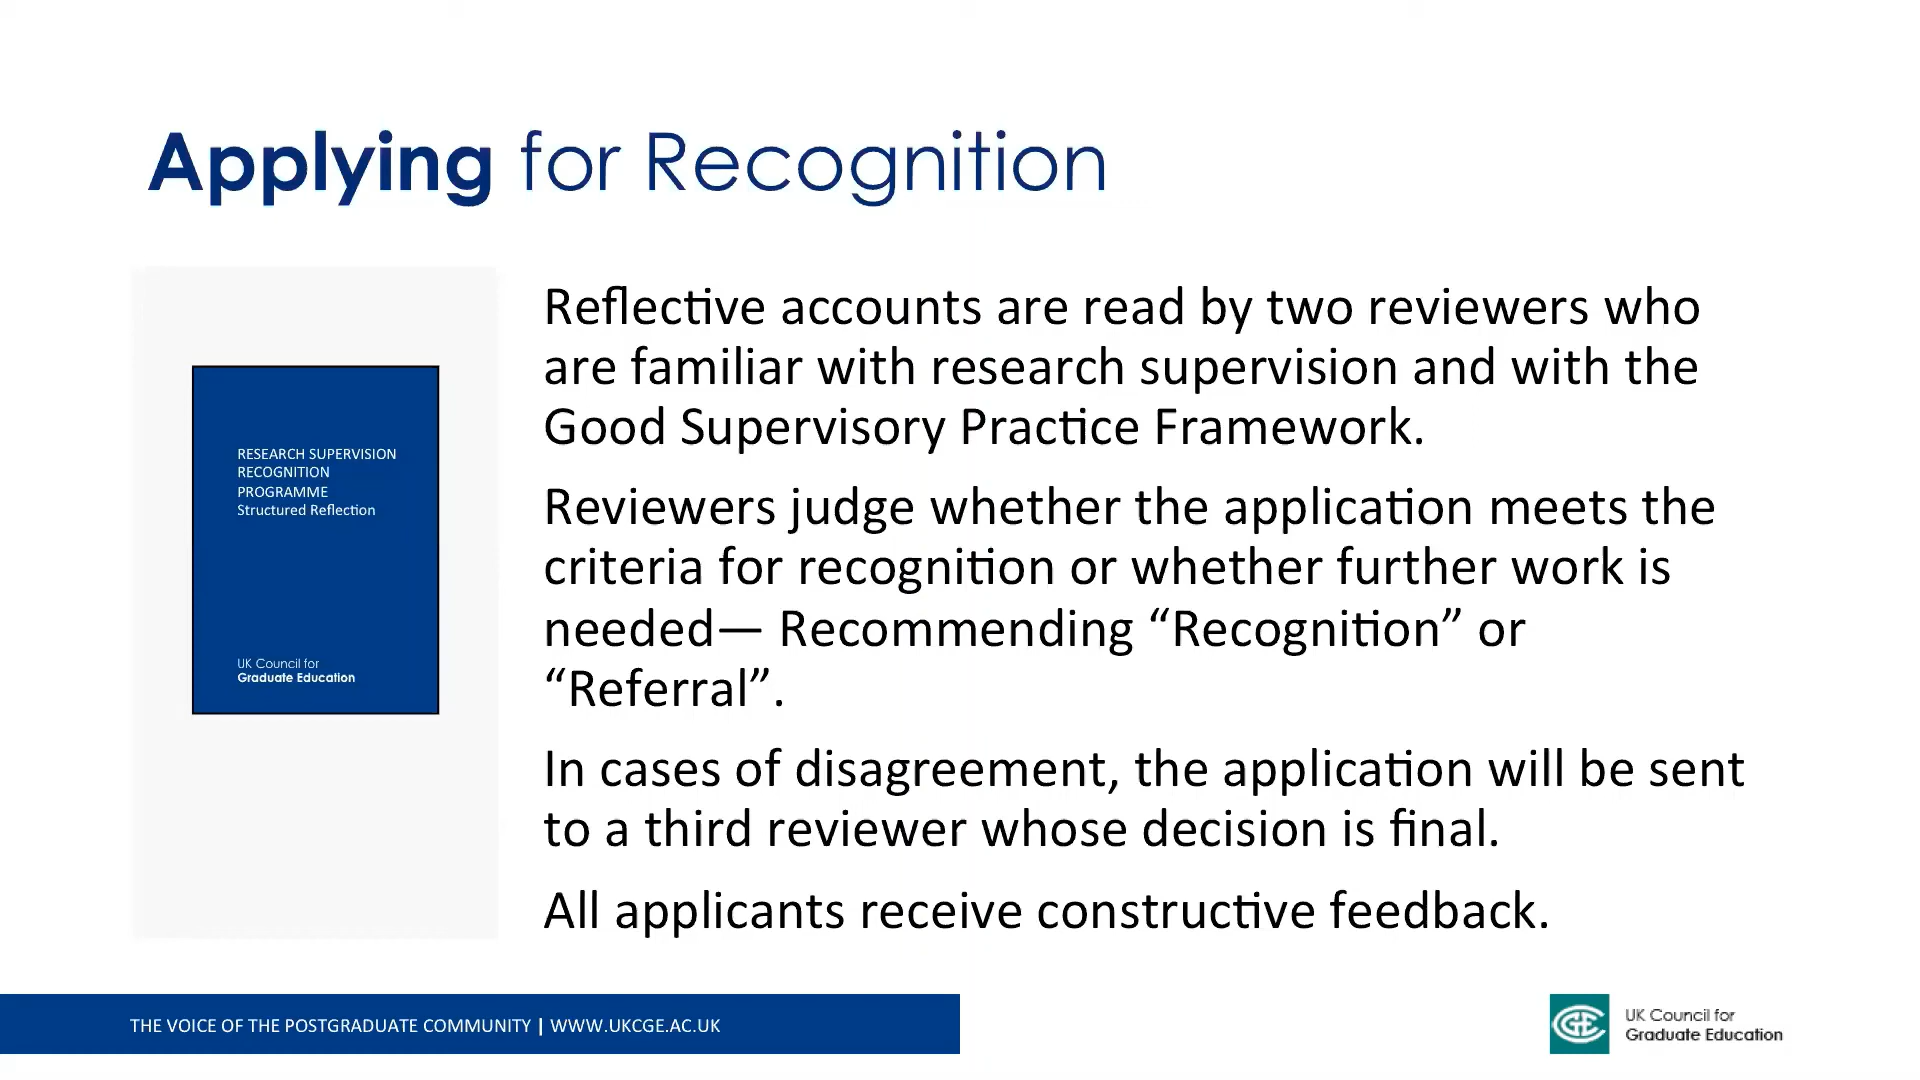 Applying for Recognition
RESEARCH SUPERVISION
RECOGNITION
PROGRAMME
Structured Reflection
UK Council for
Graduate Education
Reflective accounts are read by two reviewers who
are familiar with research supervision and with the
Good Supervisory Practice Framework.
Reviewers judge whether the application meets the
criteria for recognition or whether further work is
needed— Recommending “Recognition” or
“Referral”.
In cases of disagreement, the application will be sent
to a third reviewer whose decision is final.
All applicants receive constructive feedback.
THE VOICE OF THE POSTGRADUATE COMMUNITY | WWW.UKCGE.AC.UK
CGE
UK Council for
Graduate Education